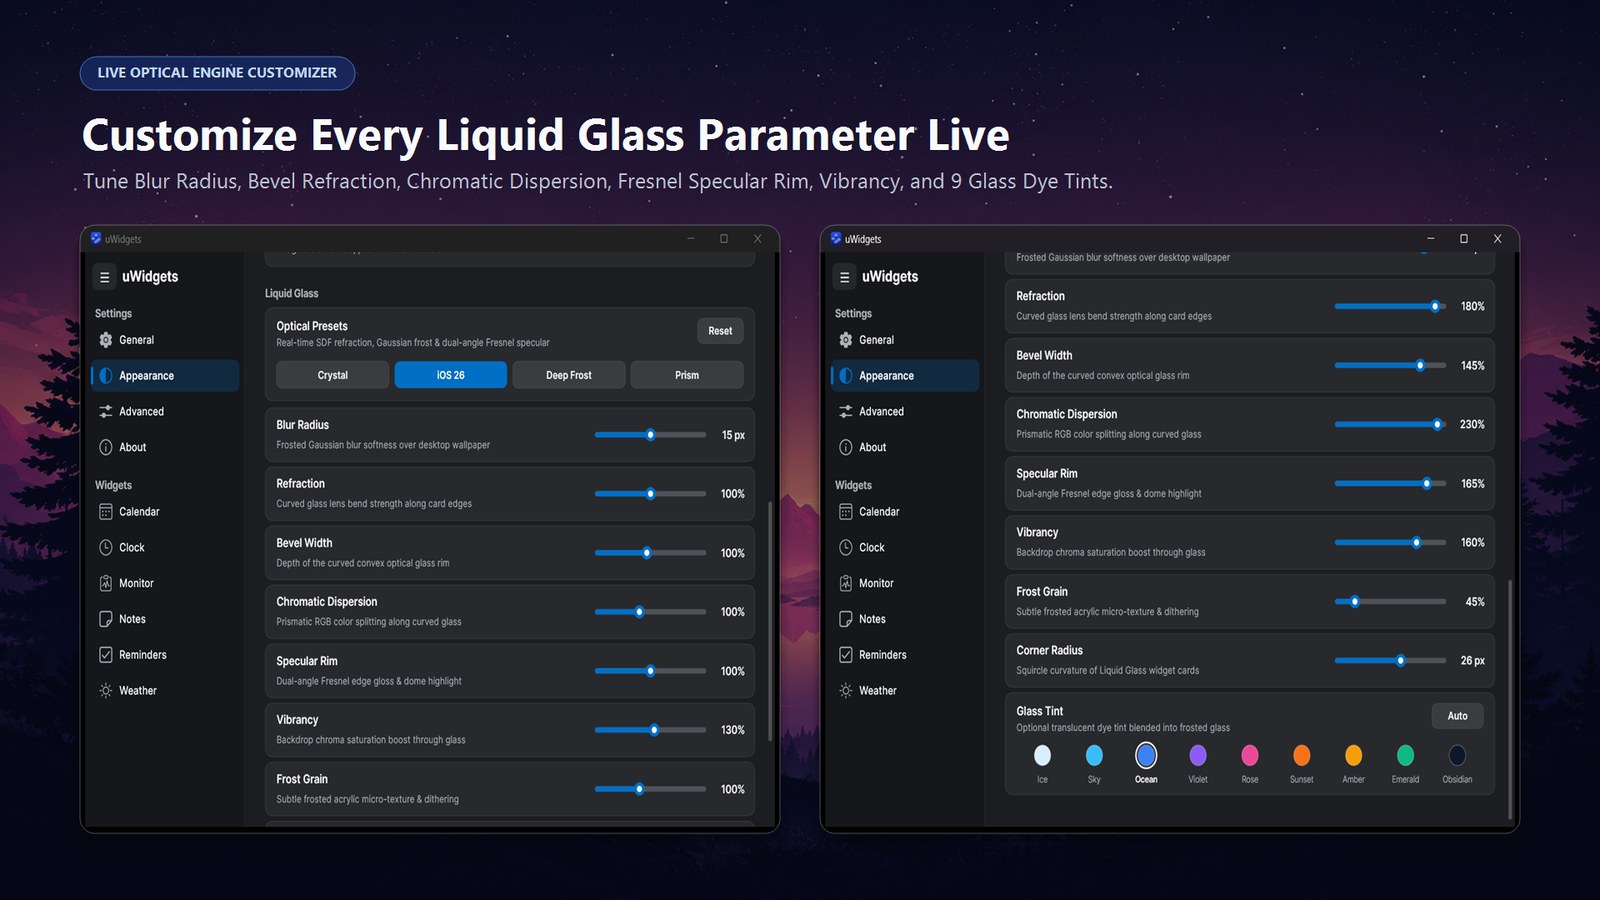 LIVE OPTICAL ENGINE CUSTOMIZER
Customize Every Liquid Glass Parameter Live
Tune Blur Radius, Bevel Refraction, Chromatic Dispersion, Fresnel Specular Rim, Vibrancy, and 9 Glass Dye Tints.
uWidgets
uWidgets
Settings
General
Appearance
Advanced
About
Widgets
Calendar
Clock
Monitor
Notes
Reminders
Weather
Liquid Glass
Optical Presets
Real-time SDF refraction, Gaussian frost & dual-angle Fresnel specular
Reset
Crystal
iOS 26
Deep Frost
Prism
Blur Radius
Frosted Gaussian blur softness over desktop wallpaper
15 px
Refraction
Curved glass lens bend strength along card edges
100%
Bevel Width
Depth of the curved convex optical glass rim
100%
Chromatic Dispersion
Prismatic RGB color splitting along curved glass
100%
Specular Rim
Dual-angle Fresnel edge gloss & dome highlight
100%
Vibrancy
Backdrop chroma saturation boost through glass
130%
Frost Grain
Subtle frosted acrylic micro-texture & dithering
100%
uWidgets
uWidgets
Settings
General
Appearance
Advanced
About
Widgets
Calendar
Clock
Monitor
Notes
Reminders
Weather
Frosted Gaussian blur softness over desktop wallpaper
Refraction
Curved glass lens bend strength along card edges
180%
Bevel Width
Depth of the curved convex optical glass rim
145%
Chromatic Dispersion
Prismatic RGB color splitting along curved glass
230%
Specular Rim
Dual-angle Fresnel edge gloss & dome highlight
165%
Vibrancy
Backdrop chroma saturation boost through glass
160%
Frost Grain
Subtle frosted acrylic micro-texture & dithering
45%
Corner Radius
Squircle curvature of Liquid Glass widget cards
26 px
Glass Tint
Optional translucent dye tint blended into frosted glass
Auto
Ice
Sky
Ocean
Violet
Rose
Sunset
Amber
Emerald
Obsidian